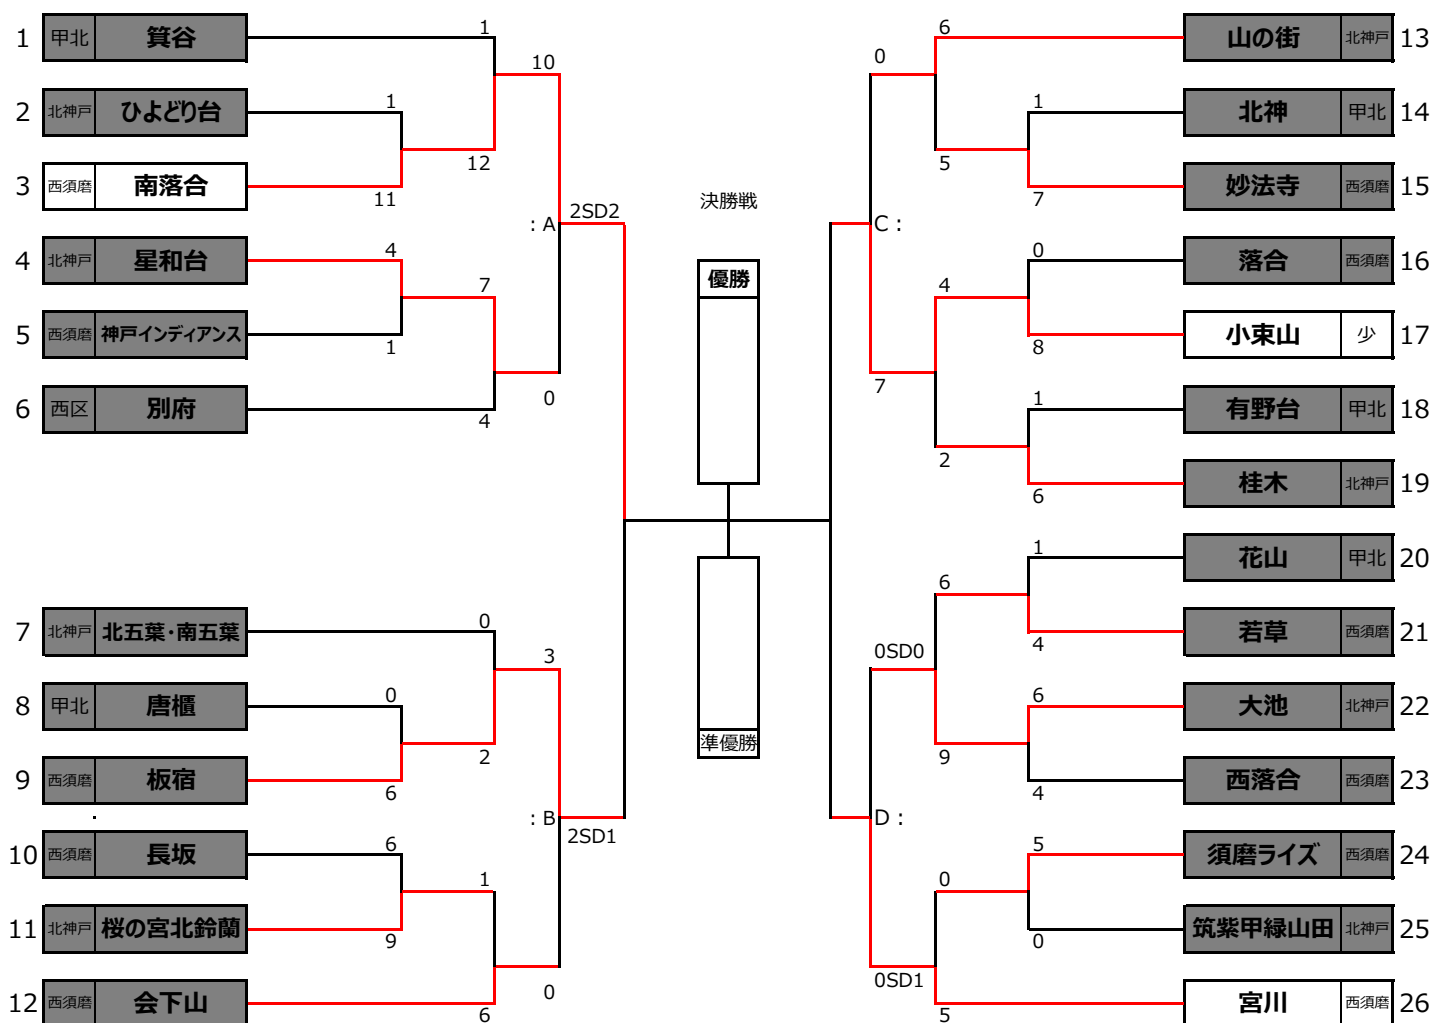 1 甲北 箕谷 1
10
2 北神戸 ひよどり台 1
12
3 西須磨 南落合 11
: A 2SD2
4 北神戸 星和台 4
7
5 西須磨 神戸インディアンス 1
0
6 西区 別府 4
7 北神戸 北五葉・南五葉 0
3
8 甲北 唐櫃 0
2
9 西須磨 板宿 6
: B 2SD1
10 西須磨 長坂 6
1
11 北神戸 桜の宮北鈴蘭 9
0
12 西須磨 会下山 6
決勝戦
優勝
準優勝
6 山の街 北神戸 13
0
1 北神 甲北 14
5
7 妙法寺 西須磨 15
C :
0 落合 西須磨 16
4
8 小束山 少 17
7
1 有野台 甲北 18
2
6 桂木 北神戸 19
1 花山 甲北 20
6
4 若草 西須磨 21
0SD0
6 大池 北神戸 22
9
4 西落合 西須磨 23
D :
5 須磨ライズ 西須磨 24
0
0 筑紫甲緑山田 北神戸 25
0SD1
5 宮川 西須磨 26